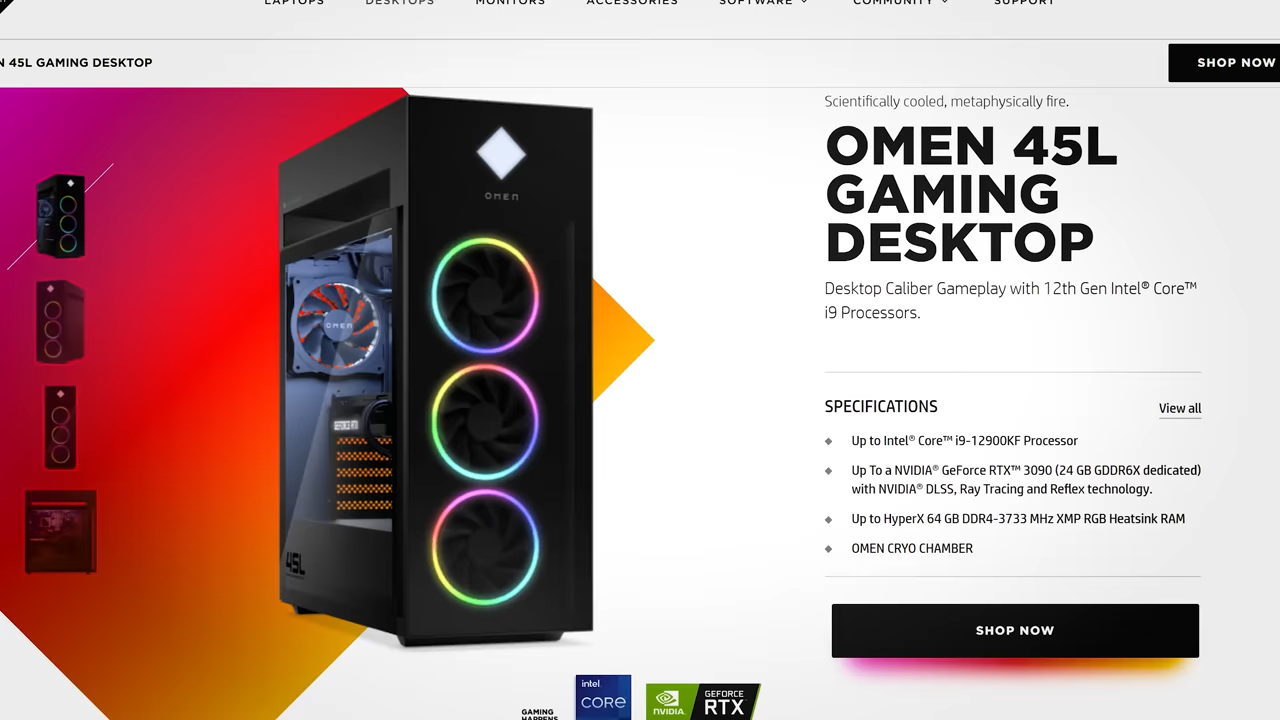 LAPTOPS DESKTOPS MONITORS ACCESSORIES SOFTWARE COMMUNITY SUPPORT
N 45L GAMING DESKTOP
SHOP NOW
Scientifically cooled, metaphysically fire.
OMEN 45L
GAMING
DESKTOP
Desktop Caliber Gameplay with 12th Gen Intel® Core™
i9 Processors.
SPECIFICATIONS
View all
Up to Intel® Core™ i9-12900KF Processor
Up To a NVIDIA® GeForce RTX™ 3090 (24 GB GDDR6X dedicated)
with NVIDIA® DLSS, Ray Tracing and Reflex technology.
Up to HyperX 64 GB DDR4-3733 MHz XMP RGB Heatsink RAM
OMEN CRYO CHAMBER
SHOP NOW
OMEN
OMEN
GEFORCE RTX
45L
GAMING
HAPPENS
intel
CORE
NVIDIA
GEFORCE
RTX